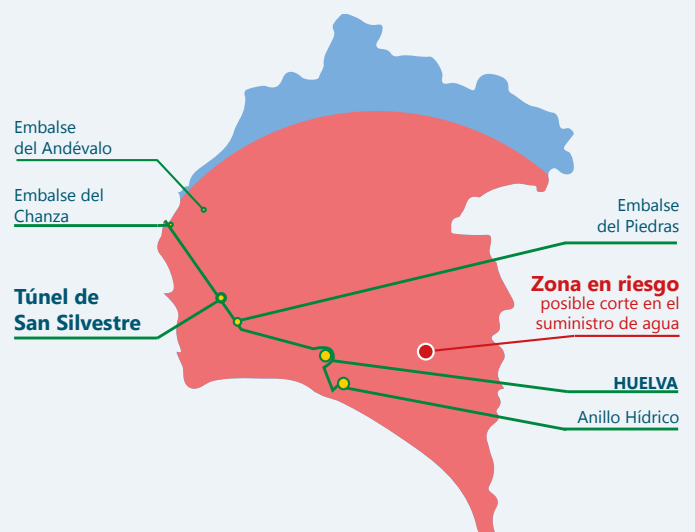 Embalse
del Andévalo
Embalse del
Chanza
Túnel de
San Silvestre
Embalse
del Piedras
Zona en riesgo
posible corte en el
suministro de agua
HUELVA
Anillo Hídrico